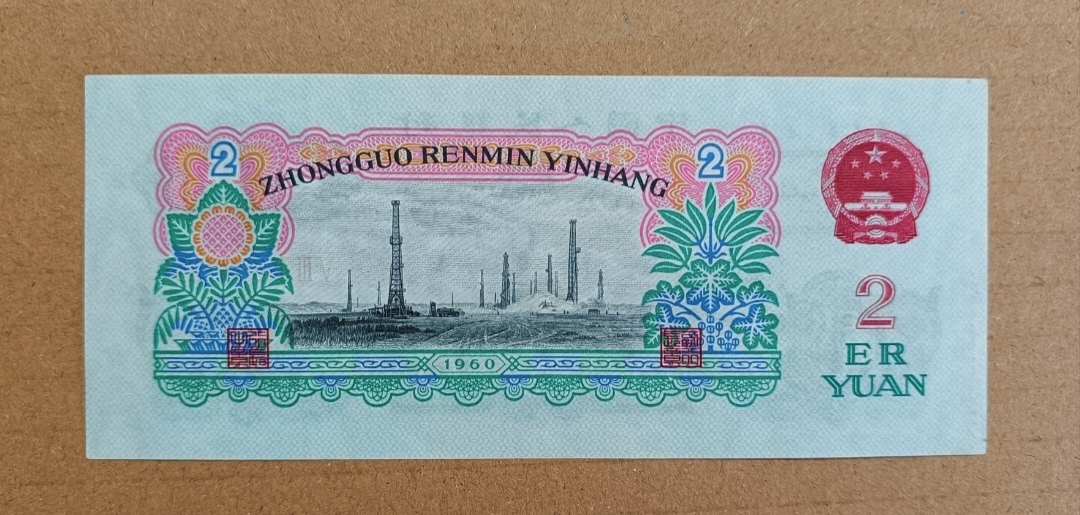 2
2
ZHONGGUO RENMIN YINHANG
1960
2
ER
YUAN